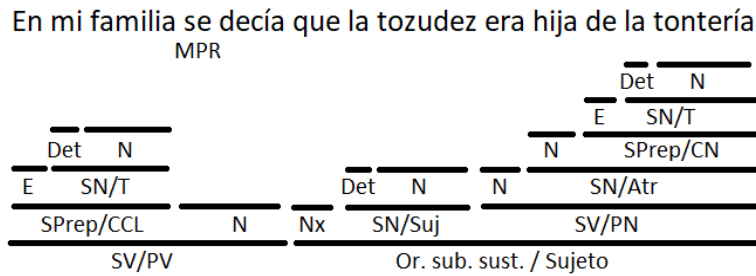 En mi familia se decía que la tozudez era hija de la tontería
MPR
Det N
E SN/T
Det N N SPrep/CN
E SN/T Det N N SN/Atr
SPrep/CCL N Nx SN/Suj SV/PN
SV/PV Or. sub. sust. / Sujeto